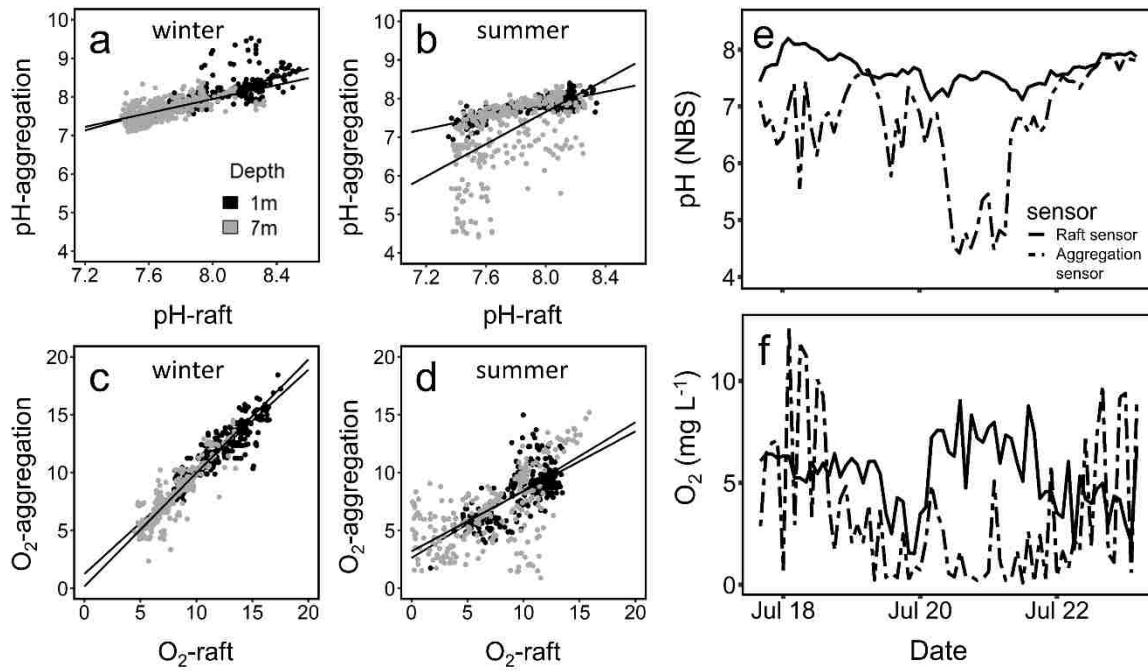 a
winter
pH-aggregation
10
9
8
7
6
5
4
Depth
1m
7m
7.2
7.6
8.0
8.4
pH-raft
b
summer
pH-aggregation
10
9
8
7
6
5
4
7.2
7.6
8.0
8.4
pH-raft
e
pH (NBS)
8
7
6
5
4
sensor
Raft sensor
Aggregation
sensor
c
winter
O₂-aggregation
20
15
10
5
0
0
5
10
15
20
O₂-raft
d
summer
O₂-aggregation
20
15
10
5
0
0
5
10
15
20
O₂-raft
f
O₂ (mg L⁻¹)
10
5
0
Jul 18
Jul 20
Jul 22
Date